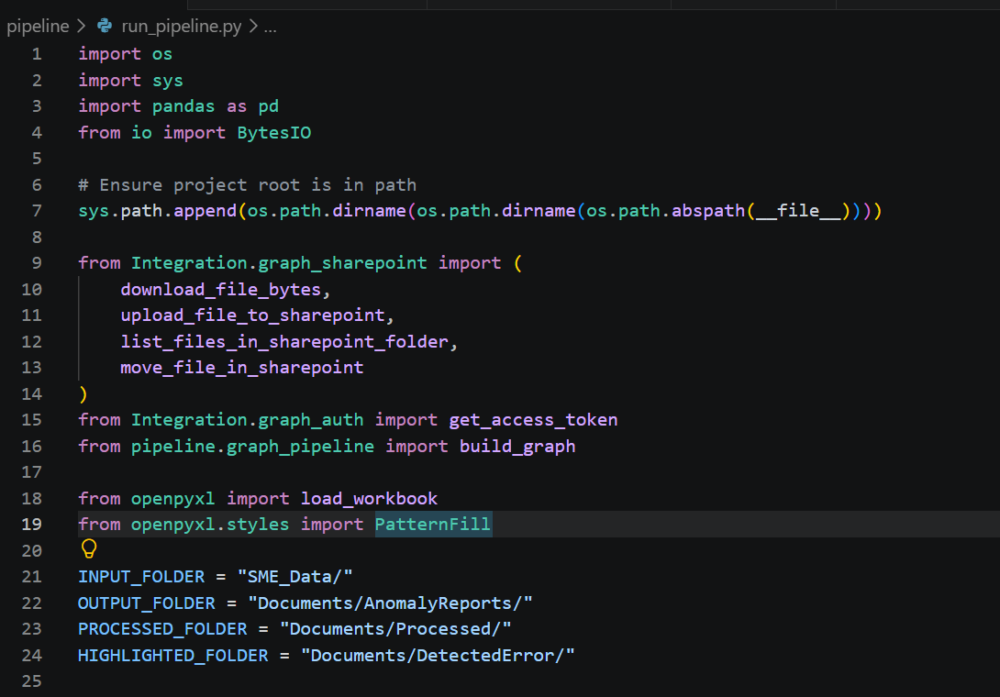 pipeline > run_pipeline.py > ...
1 import os
2 import sys
3 import pandas as pd
4 from io import BytesIO
5
6 # Ensure project root is in path
7 sys.path.append(os.path.dirname(os.path.dirname(os.path.abspath(__file__))))
8
9 from Integration.graph_sharepoint import (
10     download_file_bytes,
11     upload_file_to_sharepoint,
12     list_files_in_sharepoint_folder,
13     move_file_in_sharepoint
14 )
15 from Integration.graph_auth import get_access_token
16 from pipeline.graph_pipeline import build_graph
17
18 from openpyxl import load_workbook
19 from openpyxl.styles import PatternFill
20
21 INPUT_FOLDER = "SME_Data/"
22 OUTPUT_FOLDER = "Documents/AnomalyReports/"
23 PROCESSED_FOLDER = "Documents/Processed/"
24 HIGHLIGHTED_FOLDER = "Documents/DetectedError/"
25